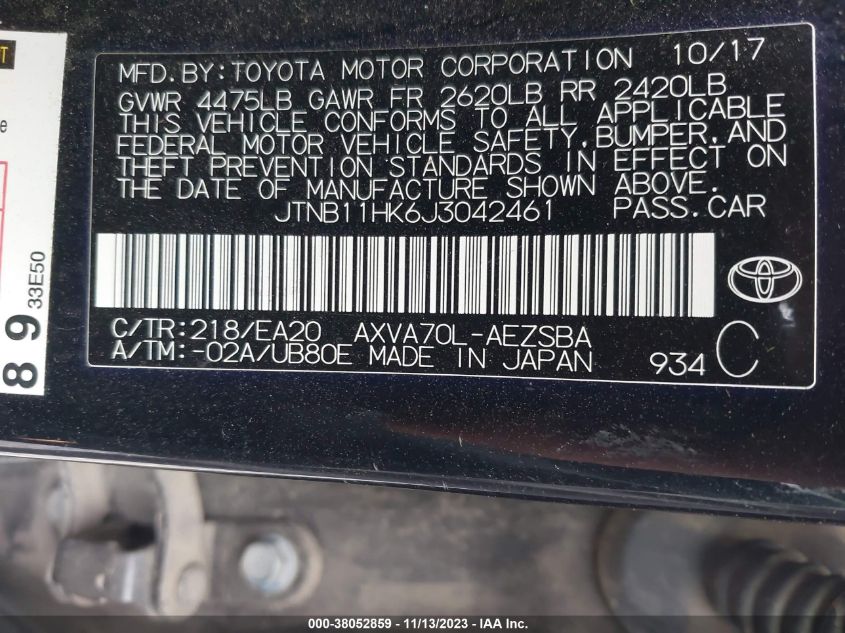 MFD.BY:TOYOTA MOTOR CORPORATION 10/17
GVWR 4475LB GAWR FR 2620LB RR 2420LB
THIS VEHICLE CONFORMS TO ALL APPLICABLE
FEDERAL MOTOR VEHICLE SAFETY,BUMPER,AND
THEFT PREVENTION STANDARDS IN EFFECT ON
THE DATE OF MANUFACTURE SHOWN ABOVE.
JTNB11HK6J3042461 PASS.CAR
C/TR:218/EA20 AXVA70L-AEZSBA
A/TM:-02A/UB80E MADE IN JAPAN 934 C
89 33E50
000-38052859 - 11/13/2023 - IAAI.com